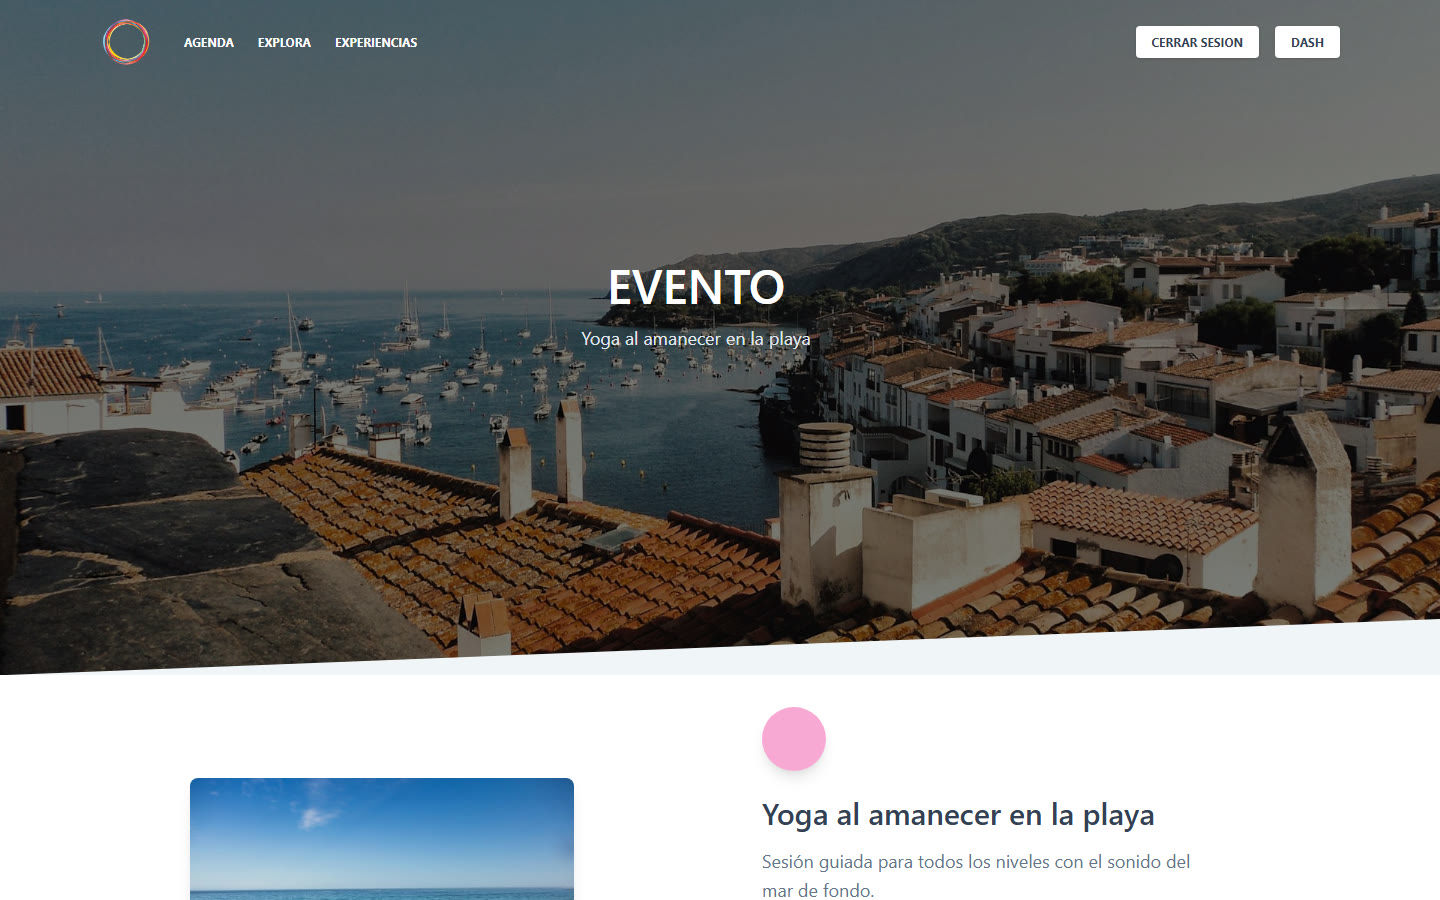 AGENDA
EXPLORA
EXPERIENCIAS
CERRAR SESION
DASH
EVENTO
Yoga al amanecer en la playa
Yoga al amanecer en la playa
Sesión guiada para todos los niveles con el sonido del
mar de fondo.